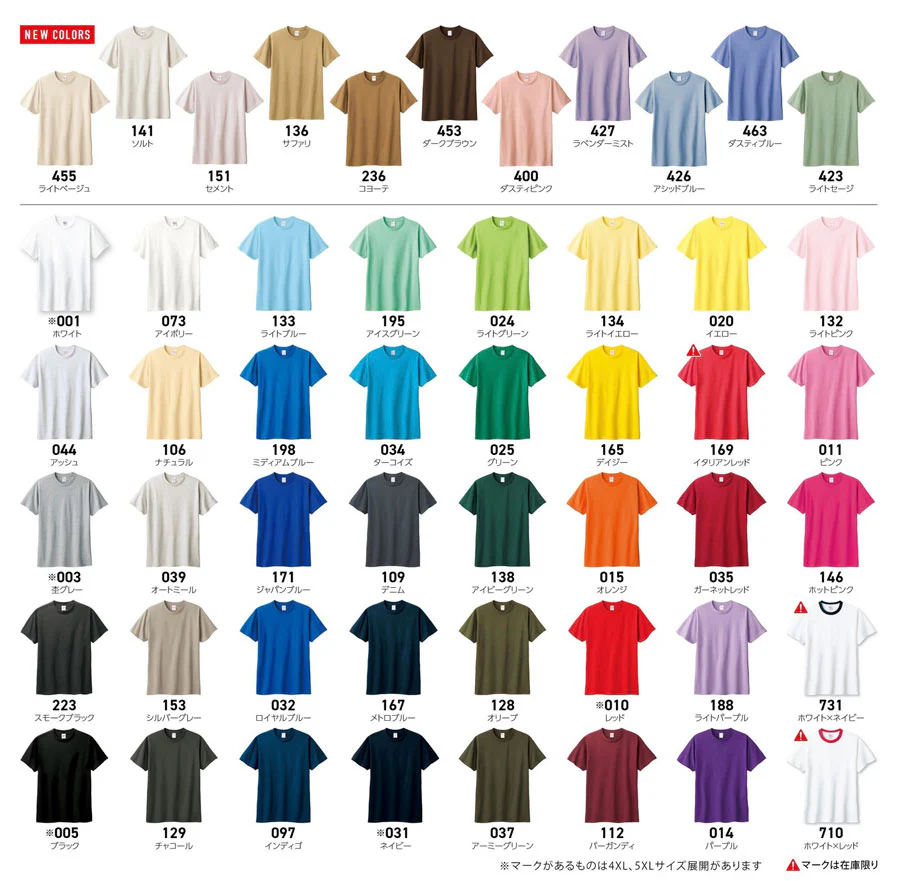 NEW COLORS
141
ソルト
136
サファリ
453
ダークブラウン
427
ラベンダーミスト
463
ダスティブルー
455
ライトベージュ
151
セメント
236
コヨーテ
400
ダスティピンク
426
アシッドブルー
423
ライトセージ
※001
ホワイト
073
アイボリー
133
ライトブルー
195
アイスグリーン
024
ライトグリーン
134
ライトイエロー
020
イエロー
132
ライトピンク
044
アッシュ
106
ナチュラル
198
ミディアムブルー
034
ターコイズ
025
グリーン
165
デイジー
169
イタリアンレッド
011
ピンク
※003
杢グレー
039
オートミール
171
ジャパンブルー
109
デニム
138
アイビーグリーン
015
オレンジ
035
ガーネットレッド
146
ホットピンク
223
スモークブラック
153
シルバーグレー
032
ロイヤルブルー
167
メトロブルー
128
オリーブ
※010
レッド
188
ライトパープル
731
ホワイト×ネイビー
※005
ブラック
129
チャコール
097
インディゴ
※031
ネイビー
037
アーミーグリーン
112
バーガンディ
014
パープル
710
ホワイト×レッド
※マークがあるものは4XL、5XLサイズ展開があります
マークは在庫限り